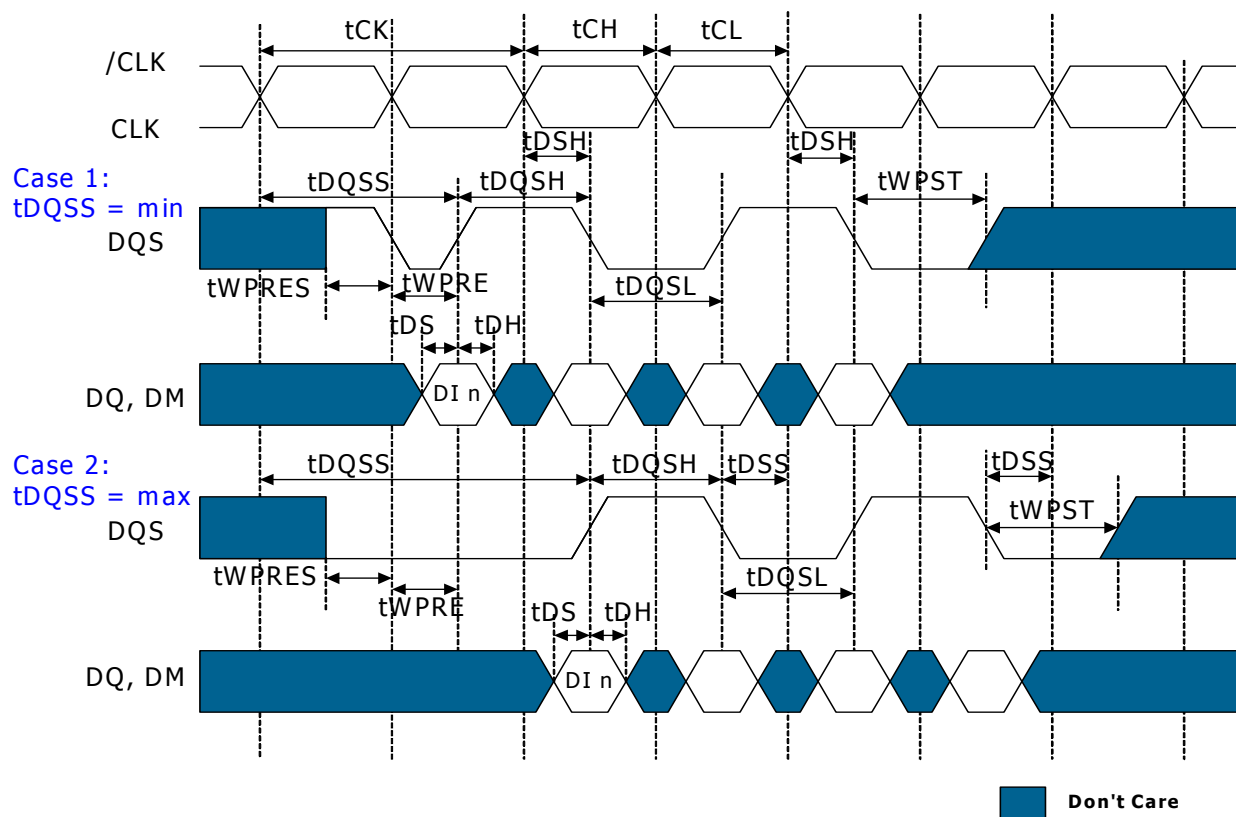 tCK tCH tCL
/CLK
CLK
tDSH tDSH
Case 1:
tDQSS = min
tDQSS tDQSH tWPST
DQS
tWPRES tWPRE tDQSL
tDS tDH
DQ, DM
DI n
Case 2:
tDQSS = max
tDQSS tDQSH tDSS tDSS
DQS
tWPST
tWPRES tWPRE tDQSL
tDS tDH
DQ, DM
DI n
Don't Care